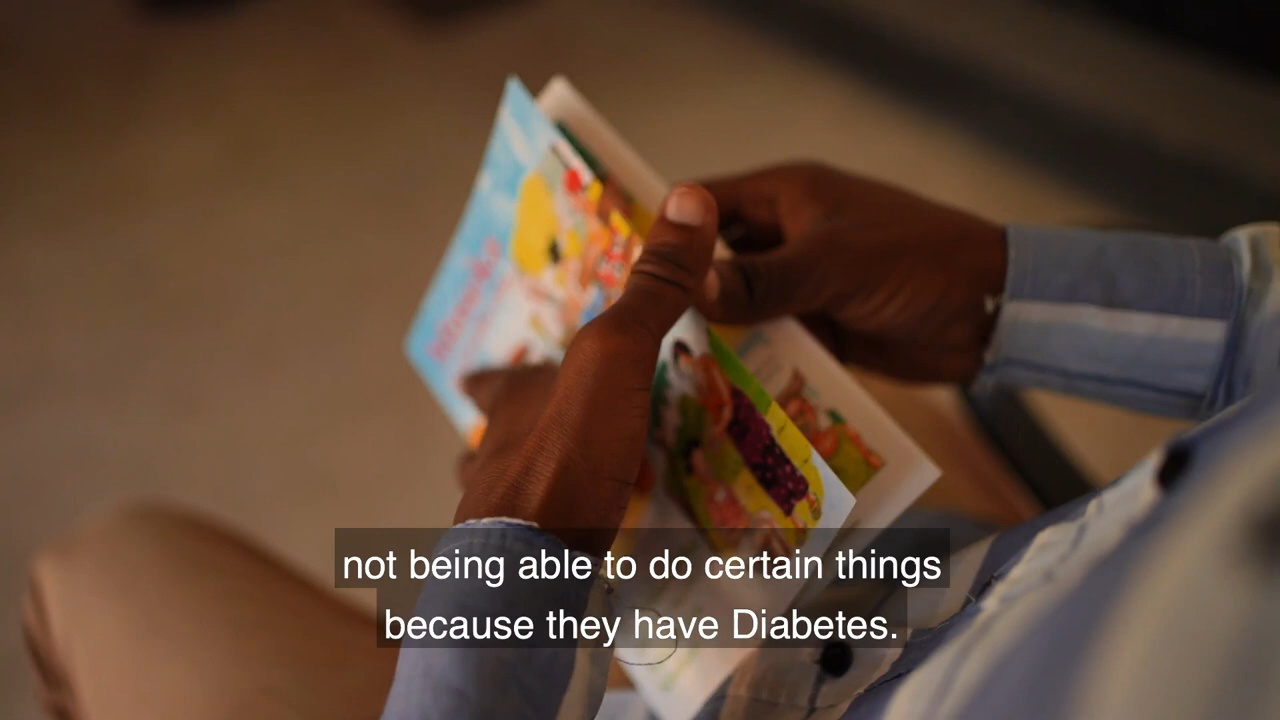 not being able to do certain things
because they have Diabetes.